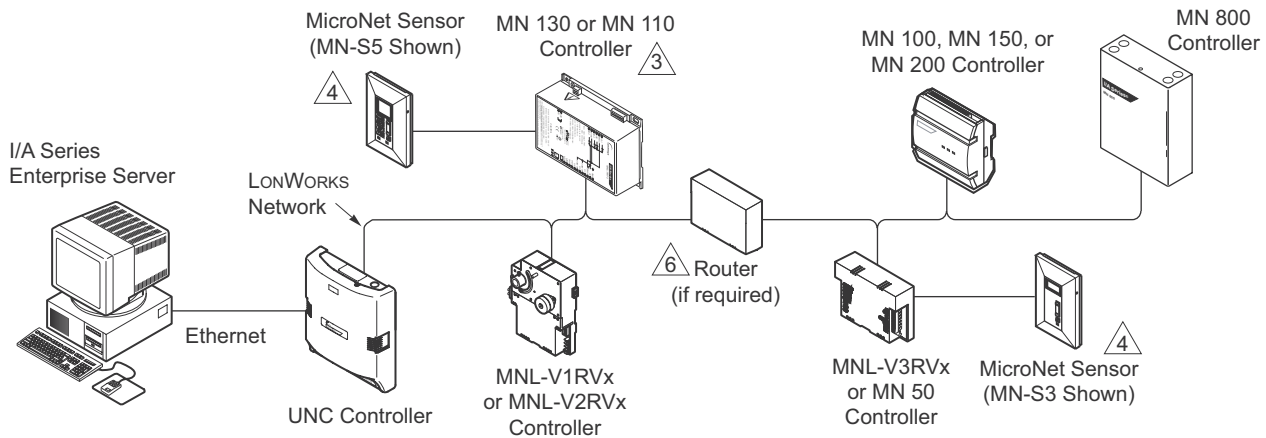 MicroNet Sensor
(MN-S5 Shown)
4
MN 130 or MN 110
Controller
3
MN 100, MN 150, or
MN 200 Controller
MN 800
Controller
I/A Series
Enterprise Server
LONWORKS
Network
Ethernet
UNC Controller
MNL-V1RVx
or MNL-V2RVx
Controller
6
Router
(if required)
MNL-V3RVx
or MN 50
Controller
4
MicroNet Sensor
(MN-S3 Shown)